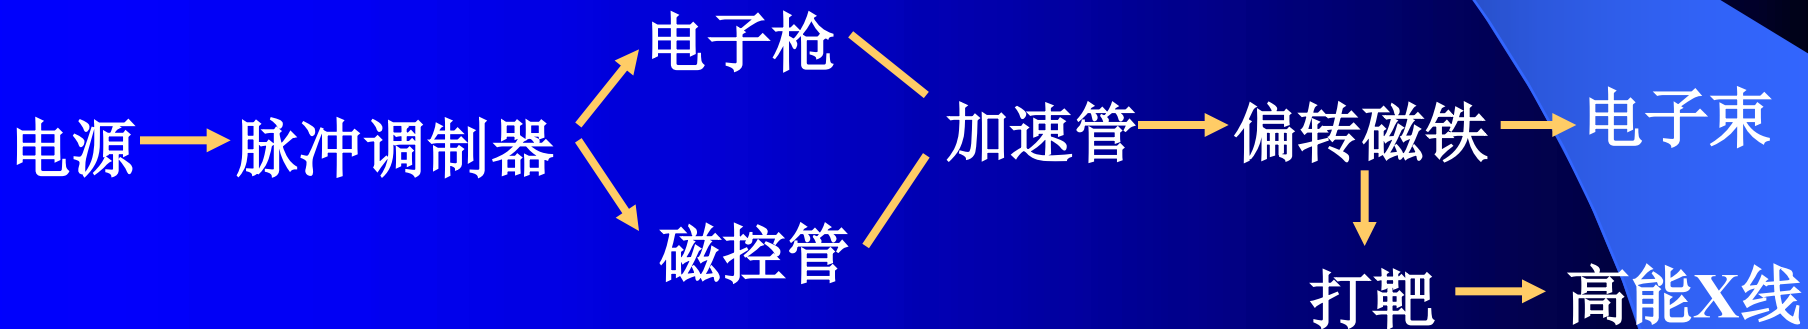 电源
脉冲调制器
电子枪
磁控管
加速管
偏转磁铁
电子束
打靶
高能X线